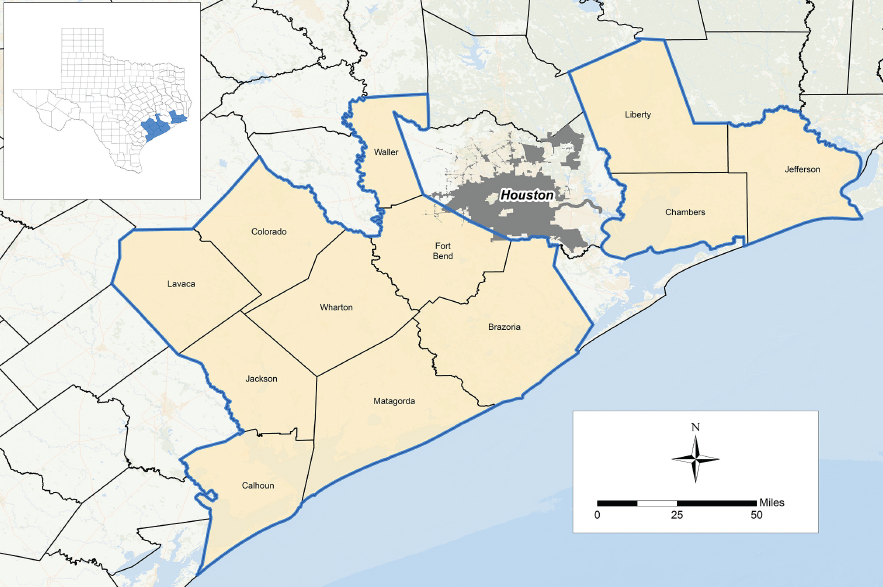 Liberty
Waller
Jefferson
Houston
Chambers
Colorado
Fort
Bend
Lavaca
Wharton
Brazoria
Jackson
Matagorda
N
Calhoun
Miles
0 25 50